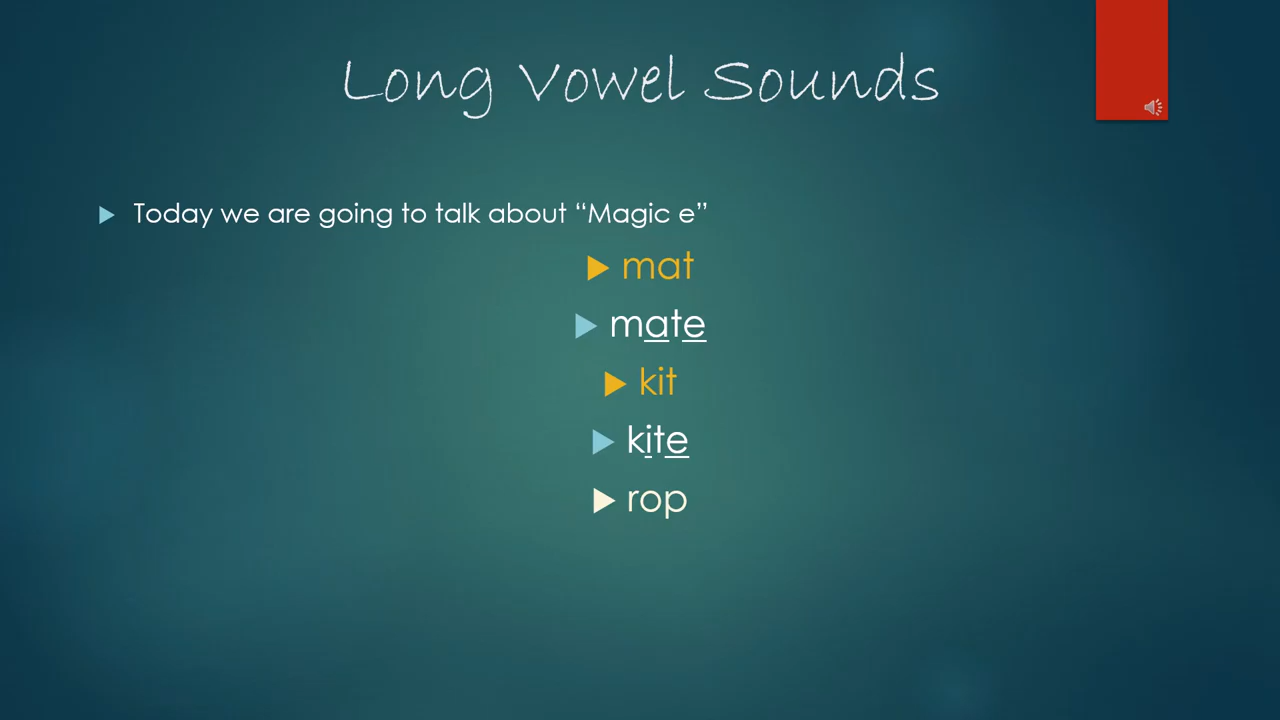 Long Vowel Sounds
Today we are going to talk about “Magic e”
mat
mate
kit
kite
rop